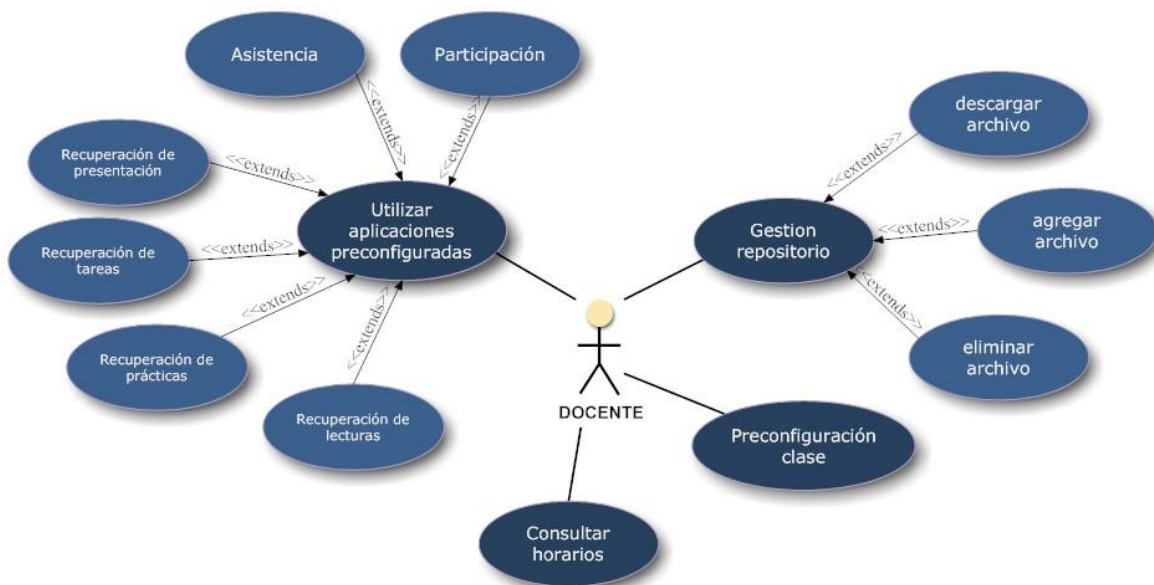 Asistencia
Participación
<<extends>>
<<extends>>
descargar
archivo
<<extends>>
Recuperación de
presentación
<<extends>>
Utilizar
aplicaciones
preconfiguradas
Gestion
repositorio
<<extends>>
agregar
archivo
Recuperación de
tareas
<<extends>>
<<extends>>
eliminar
archivo
Recuperación de
prácticas
<<extends>>
<<extends>>
Recuperación de
lecturas
DOCENTE
Preconfiguración
clase
Consultar
horarios